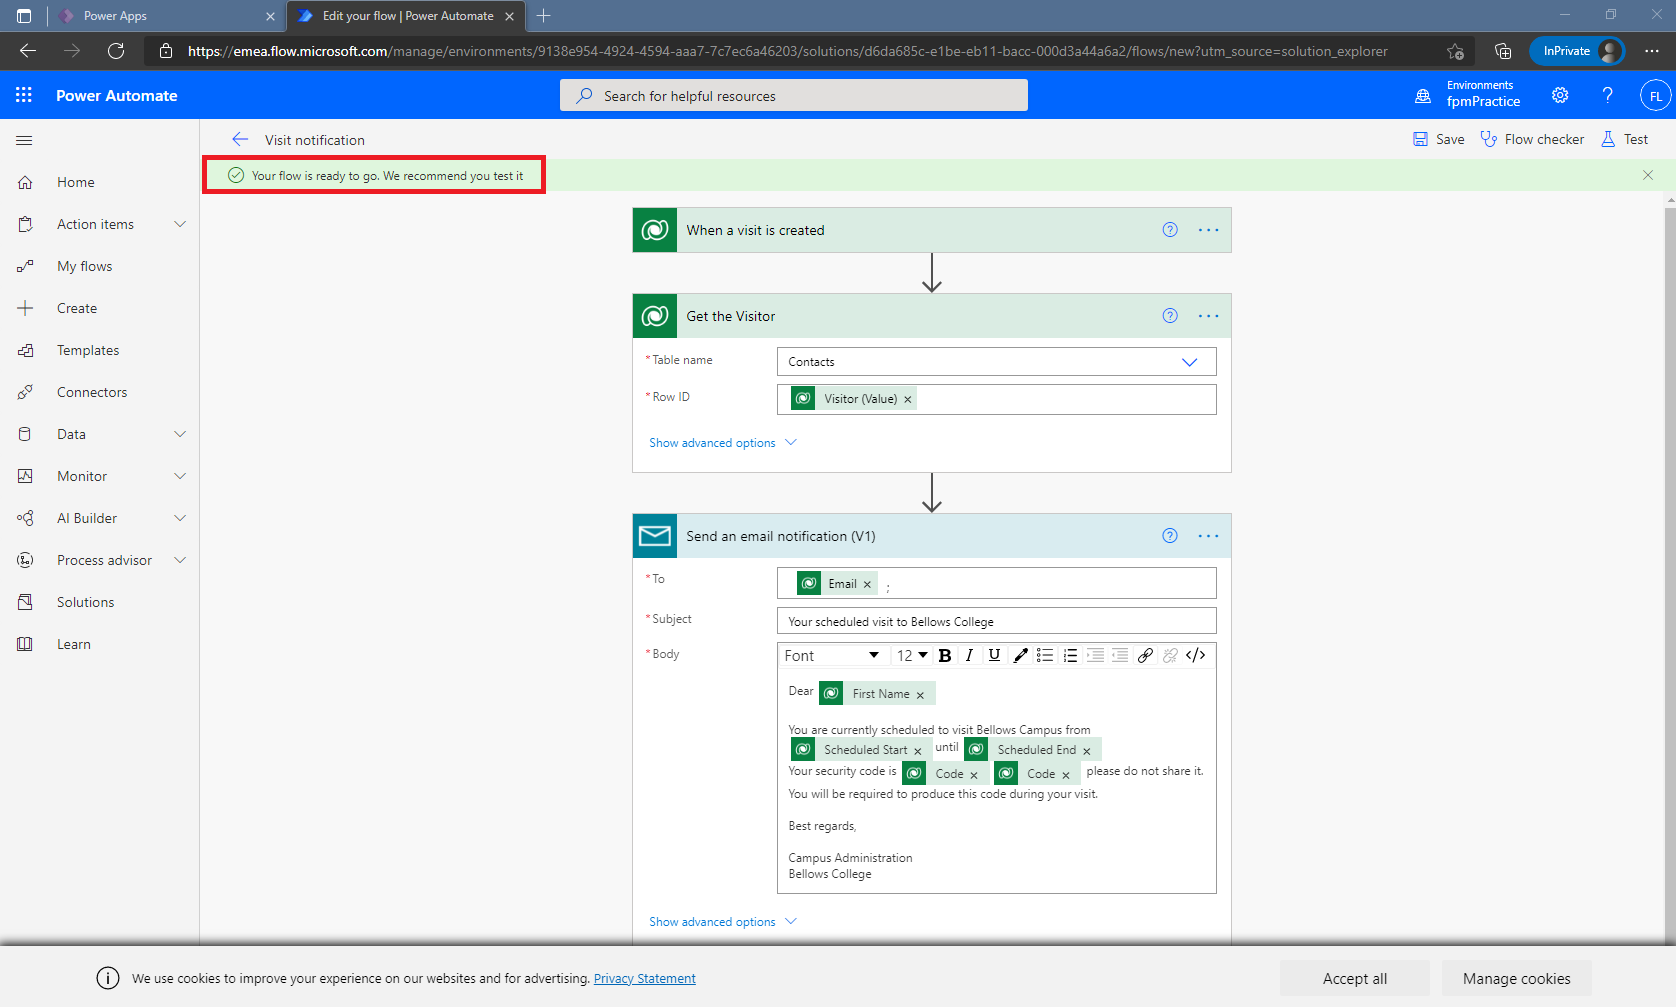 Power Apps
Edit your flow | Power Automate
https://emea.flow.microsoft.com/manage/environments/9138e954-4924-4594-aaa7-7c7ec6a46203/solutions/d6da685c-e1be-eb11-bacc-000d3a44a6a2/flows/new?utm_source=solution_explorer
InPrivate
Power Automate
Search for helpful resources
Environments
fpmPractice
?
FL
Visit notification
Save
Flow checker
Test
Your flow is ready to go. We recommend you test it
Home
Action items
My flows
Create
Templates
Connectors
Data
Monitor
AI Builder
Process advisor
Solutions
Learn
When a visit is created
Get the Visitor
*Table name
Contacts
*Row ID
Visitor (Value) ×
Show advanced options
Send an email notification (V1)
*To
Email × ;
*Subject
Your scheduled visit to Bellows College
*Body
Font 12 B I U </>
Dear First Name ×
You are currently scheduled to visit Bellows Campus from
Scheduled Start × until Scheduled End ×
Your security code is Code × Code × please do not share it.
You will be required to produce this code during your visit.
Best regards,
Campus Administration
Bellows College
Show advanced options
We use cookies to improve your experience on our websites and for advertising. Privacy Statement
Accept all
Manage cookies